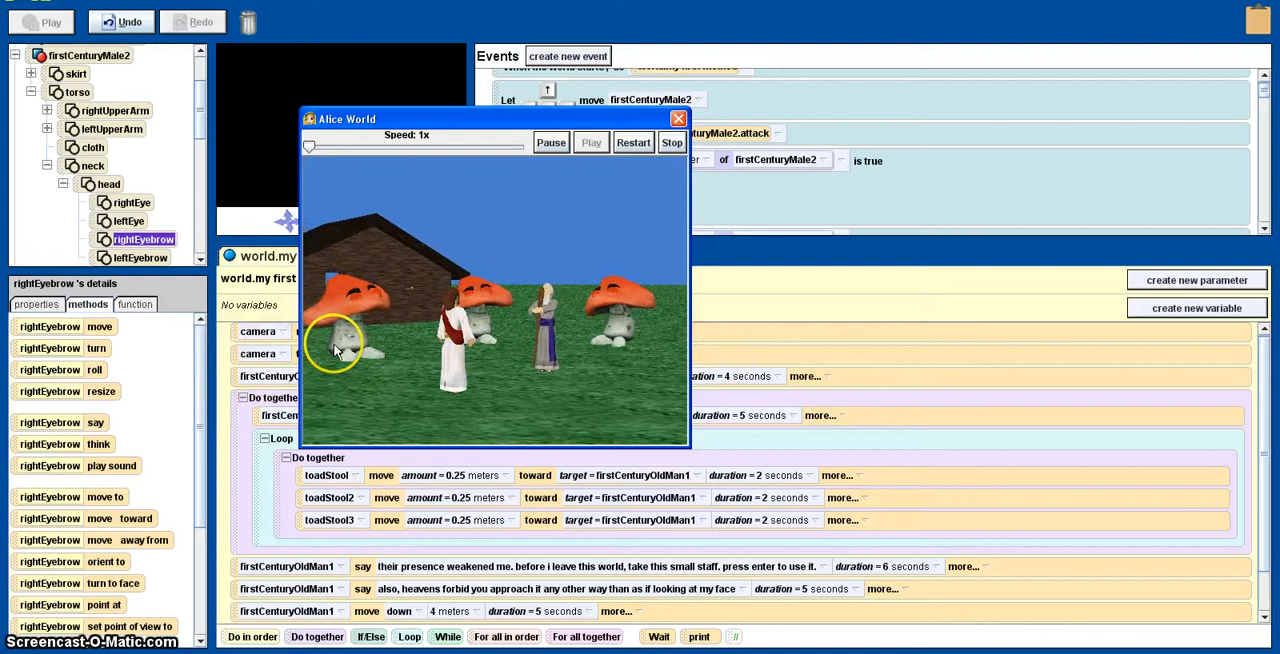 Play
Undo
Redo
firstCenturyMale2
skirt
torso
rightUpperArm
leftUpperArm
cloth
neck
head
rightEye
leftEye
rightEyebrow
leftEyebrow
Events
create new event
Let
move firstCenturyMale2
of firstCenturyMale2
is true
Alice World
Speed: 1x
Pause
Play
Restart
Stop
rightEyebrow 's details
properties
methods
function
rightEyebrow move
rightEyebrow turn
rightEyebrow roll
rightEyebrow resize
rightEyebrow say
rightEyebrow think
rightEyebrow play sound
rightEyebrow move to
rightEyebrow move toward
rightEyebrow move away from
rightEyebrow orient to
rightEyebrow turn to face
rightEyebrow point at
rightEyebrow set point of view to
world.my
world.my first
create new parameter
No variables
create new variable
camera
camera
duration = 4 seconds more...
Do together
duration = 5 seconds more...
Loop
Do together
toadStool move amount = 0.25 meters toward target = firstCenturyOldMan1 duration = 2 seconds more...
toadStool2 move amount = 0.25 meters toward target = firstCenturyOldMan1 duration = 2 seconds more...
toadStool3 move amount = 0.25 meters toward target = firstCenturyOldMan1 duration = 2 seconds more...
firstCenturyOldMan1 say their presence weakened me. before i leave this world, take this small staff. press enter to use it. duration = 6 seconds more...
firstCenturyOldMan1 say also, heavens forbid you approach it any other way than as if looking at my face duration = 5 seconds more...
firstCenturyOldMan1 move down 4 meters duration = 5 seconds more...
Do in order
Do together
If/Else
Loop
While
For all in order
For all together
Wait
print
//
Screencast-O-Matic.com